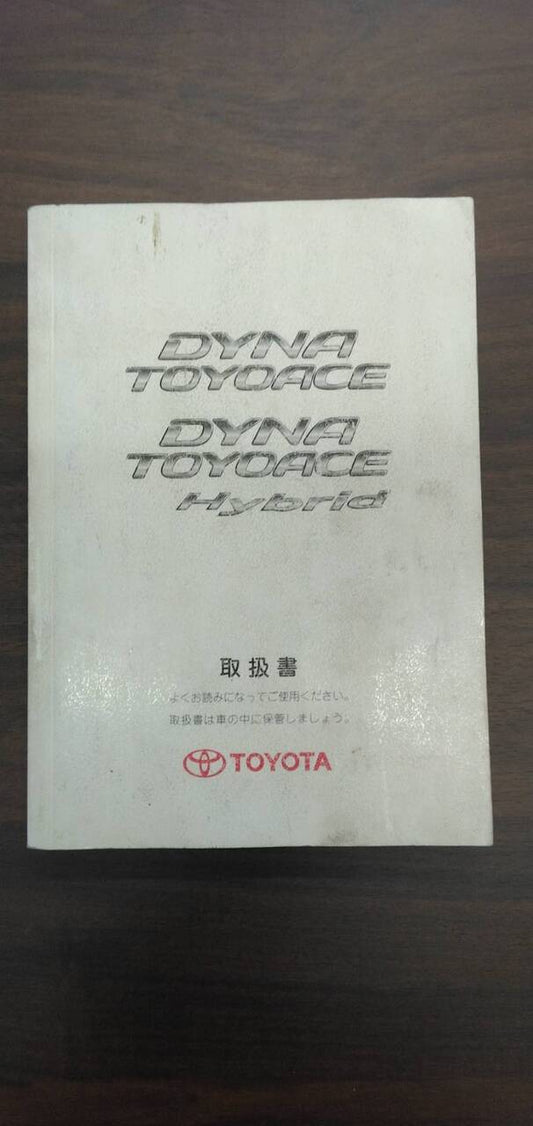 DYNA
TOYOACE
DYNA
TOYOACE
Hybrid
取扱書
よくお読みになってご使用ください。
取扱書は車の中に保管しましょう。
TOYOTA